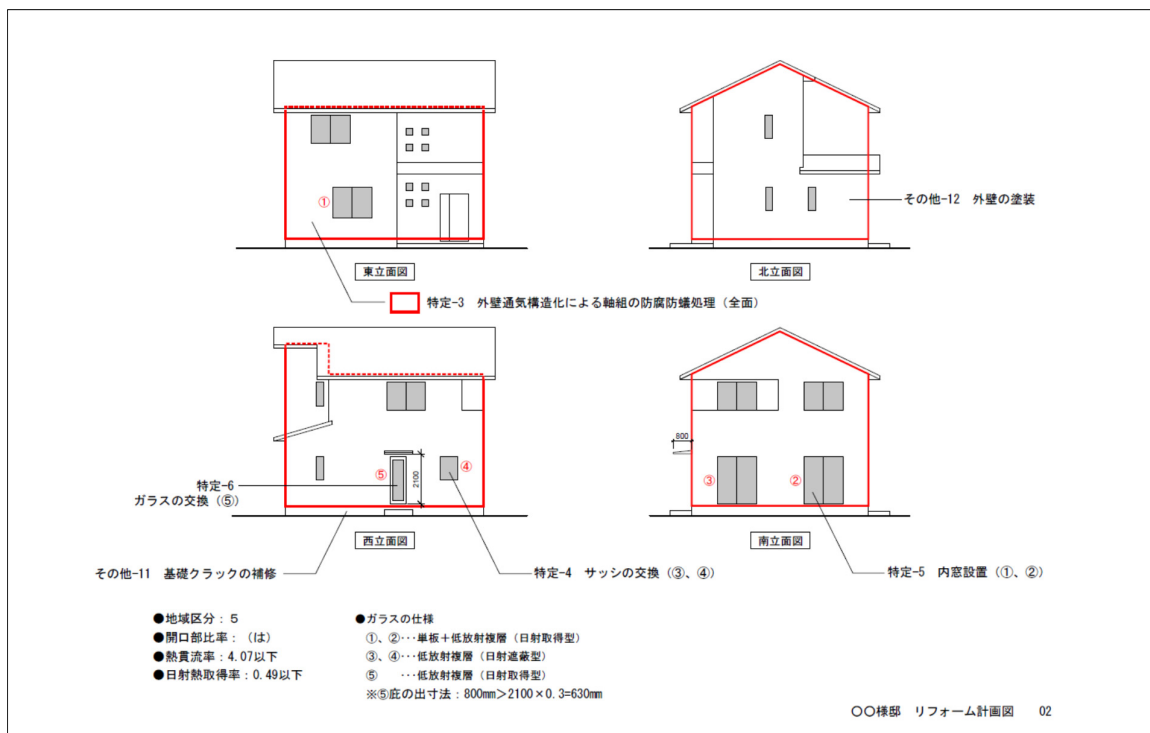 ①
東立面図
その他-12 外壁の塗装
北立面図
特定-3 外壁通気構造化による軸組の防腐防蟻処理(全面)
特定-6
ガラスの交換(⑤)
⑤
2100
④
西立面図
800
③
②
南立面図
その他-11 基礎クラックの補修
特定-4 サッシの交換(③、④)
特定-5 内窓設置(①、②)
●地域区分:5
●開口部比率:(は)
●熱貫流率:4.07以下
●日射熱取得率:0.49以下
●ガラスの仕様
①、②･･･単板+低放射複層(日射取得型)
③、④･･･低放射複層(日射遮蔽型)
⑤ ･･･低放射複層(日射取得型)
※⑤庇の出寸法:800mm>2100×0.3=630mm
〇〇様邸 リフォーム計画図 02